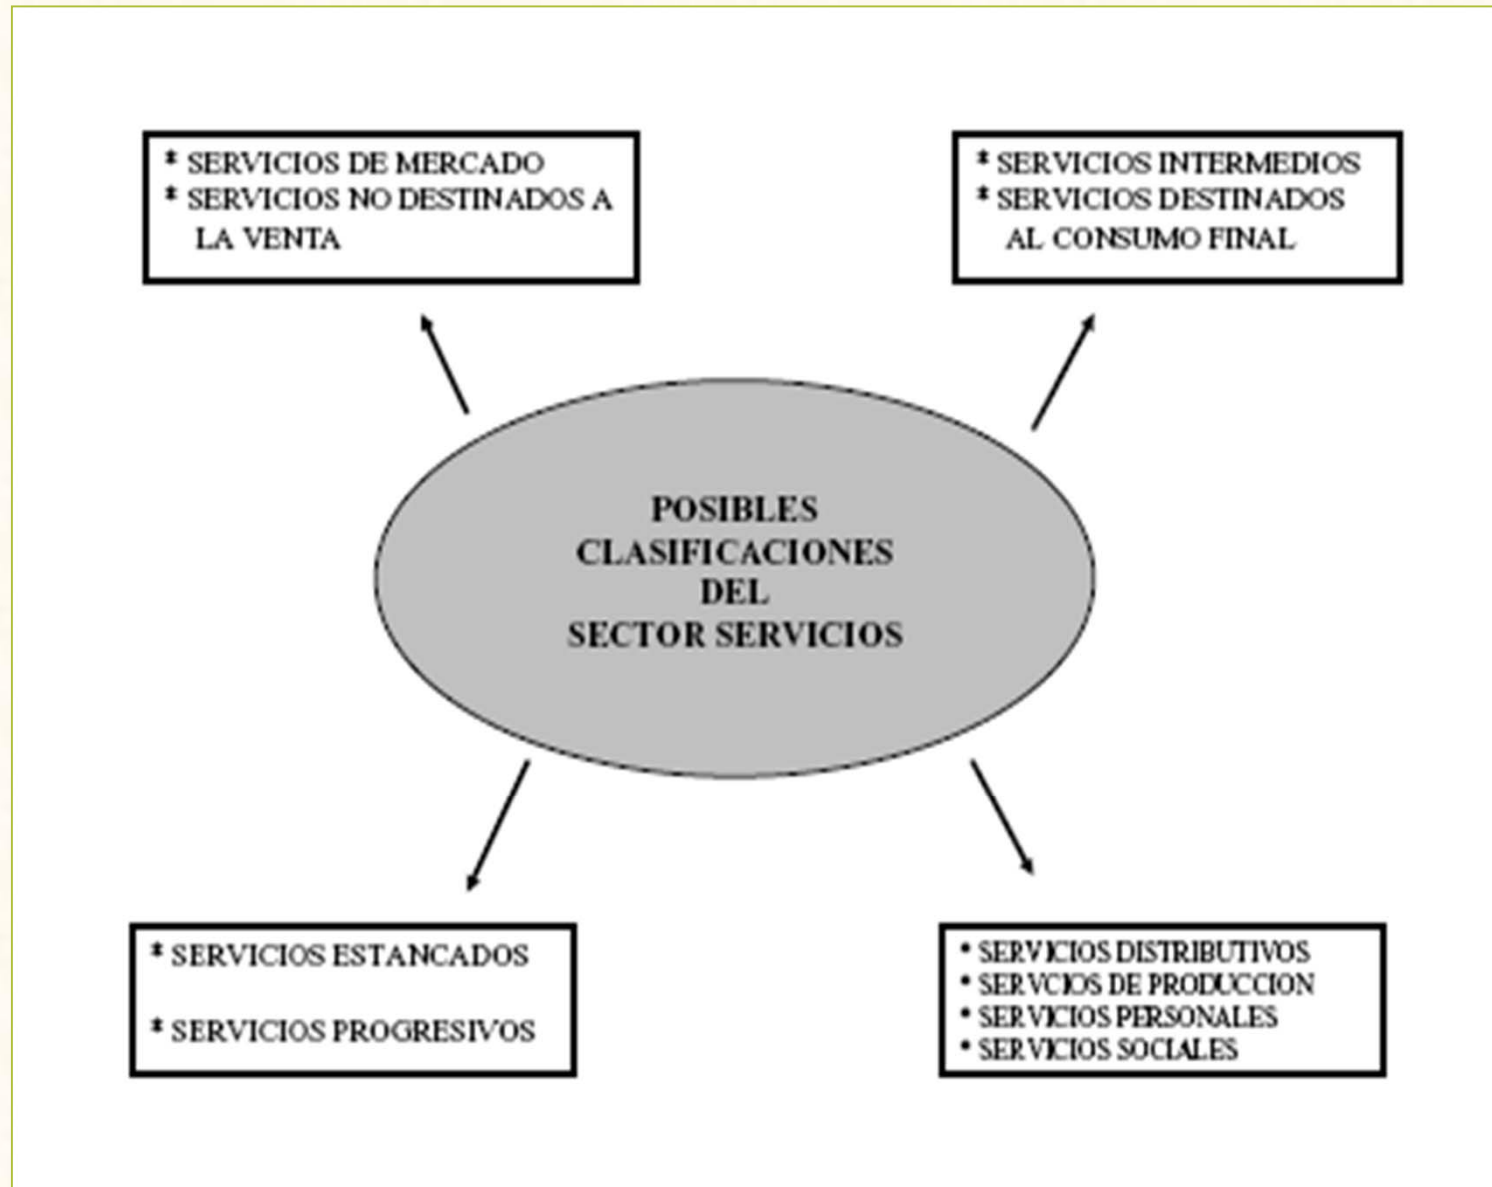 * SERVICIOS DE MERCADO
* SERVICIOS NO DESTINADOS A
LA VENTA
* SERVICIOS INTERMEDIOS
* SERVICIOS DESTINADOS
AL CONSUMO FINAL
POSIBLES
CLASIFICACIONES
DEL
SECTOR SERVICIOS
* SERVICIOS ESTANCADOS
* SERVICIOS PROGRESIVOS
• SERVICIOS DISTRIBUTIVOS
• SERVCIOS DE PRODUCCION
• SERVICIOS PERSONALES
• SERVICIOS SOCIALES